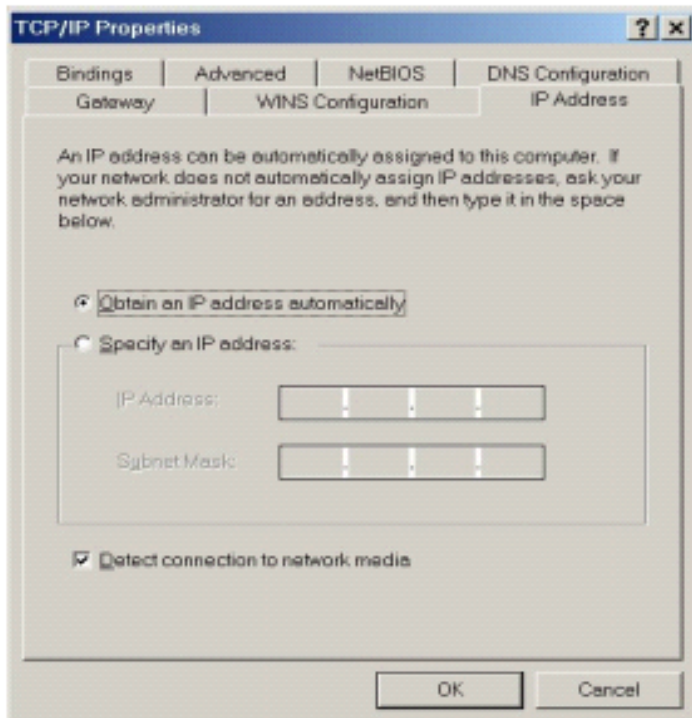 TCP/IP Properties
Bindings Advanced NetBIOS DNS Configuration
Gateway WINS Configuration IP Address
An IP address can be automatically assigned to this computer. If
your network does not automatically assign IP addresses, ask your
network administrator for an address, and then type it in the space
below.
Obtain an IP address automatically
Specify an IP address:
IP Address:
Subnet Mask:
Detect connection to network media
OK Cancel